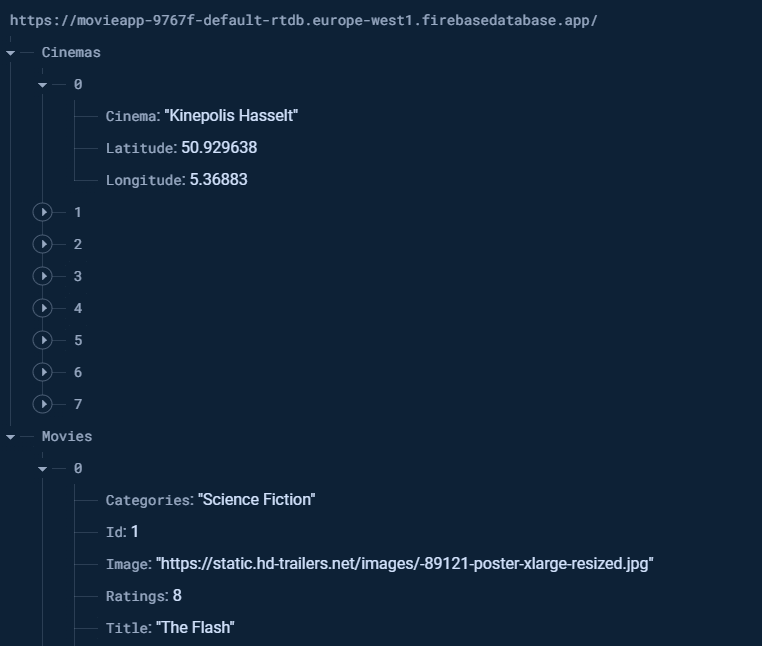 https://movieapp-9767f-default-rtdb.europe-west1.firebasedatabase.app/
Cinemas
0
Cinema: "Kinepolis Hasselt"
Latitude: 50.929638
Longitude: 5.36883
1
2
3
4
5
6
7
Movies
0
Categories: "Science Fiction"
Id: 1
Image: "https://static.hd-trailers.net/images/-89121-poster-xlarge-resized.jpg"
Ratings: 8
Title: "The Flash"